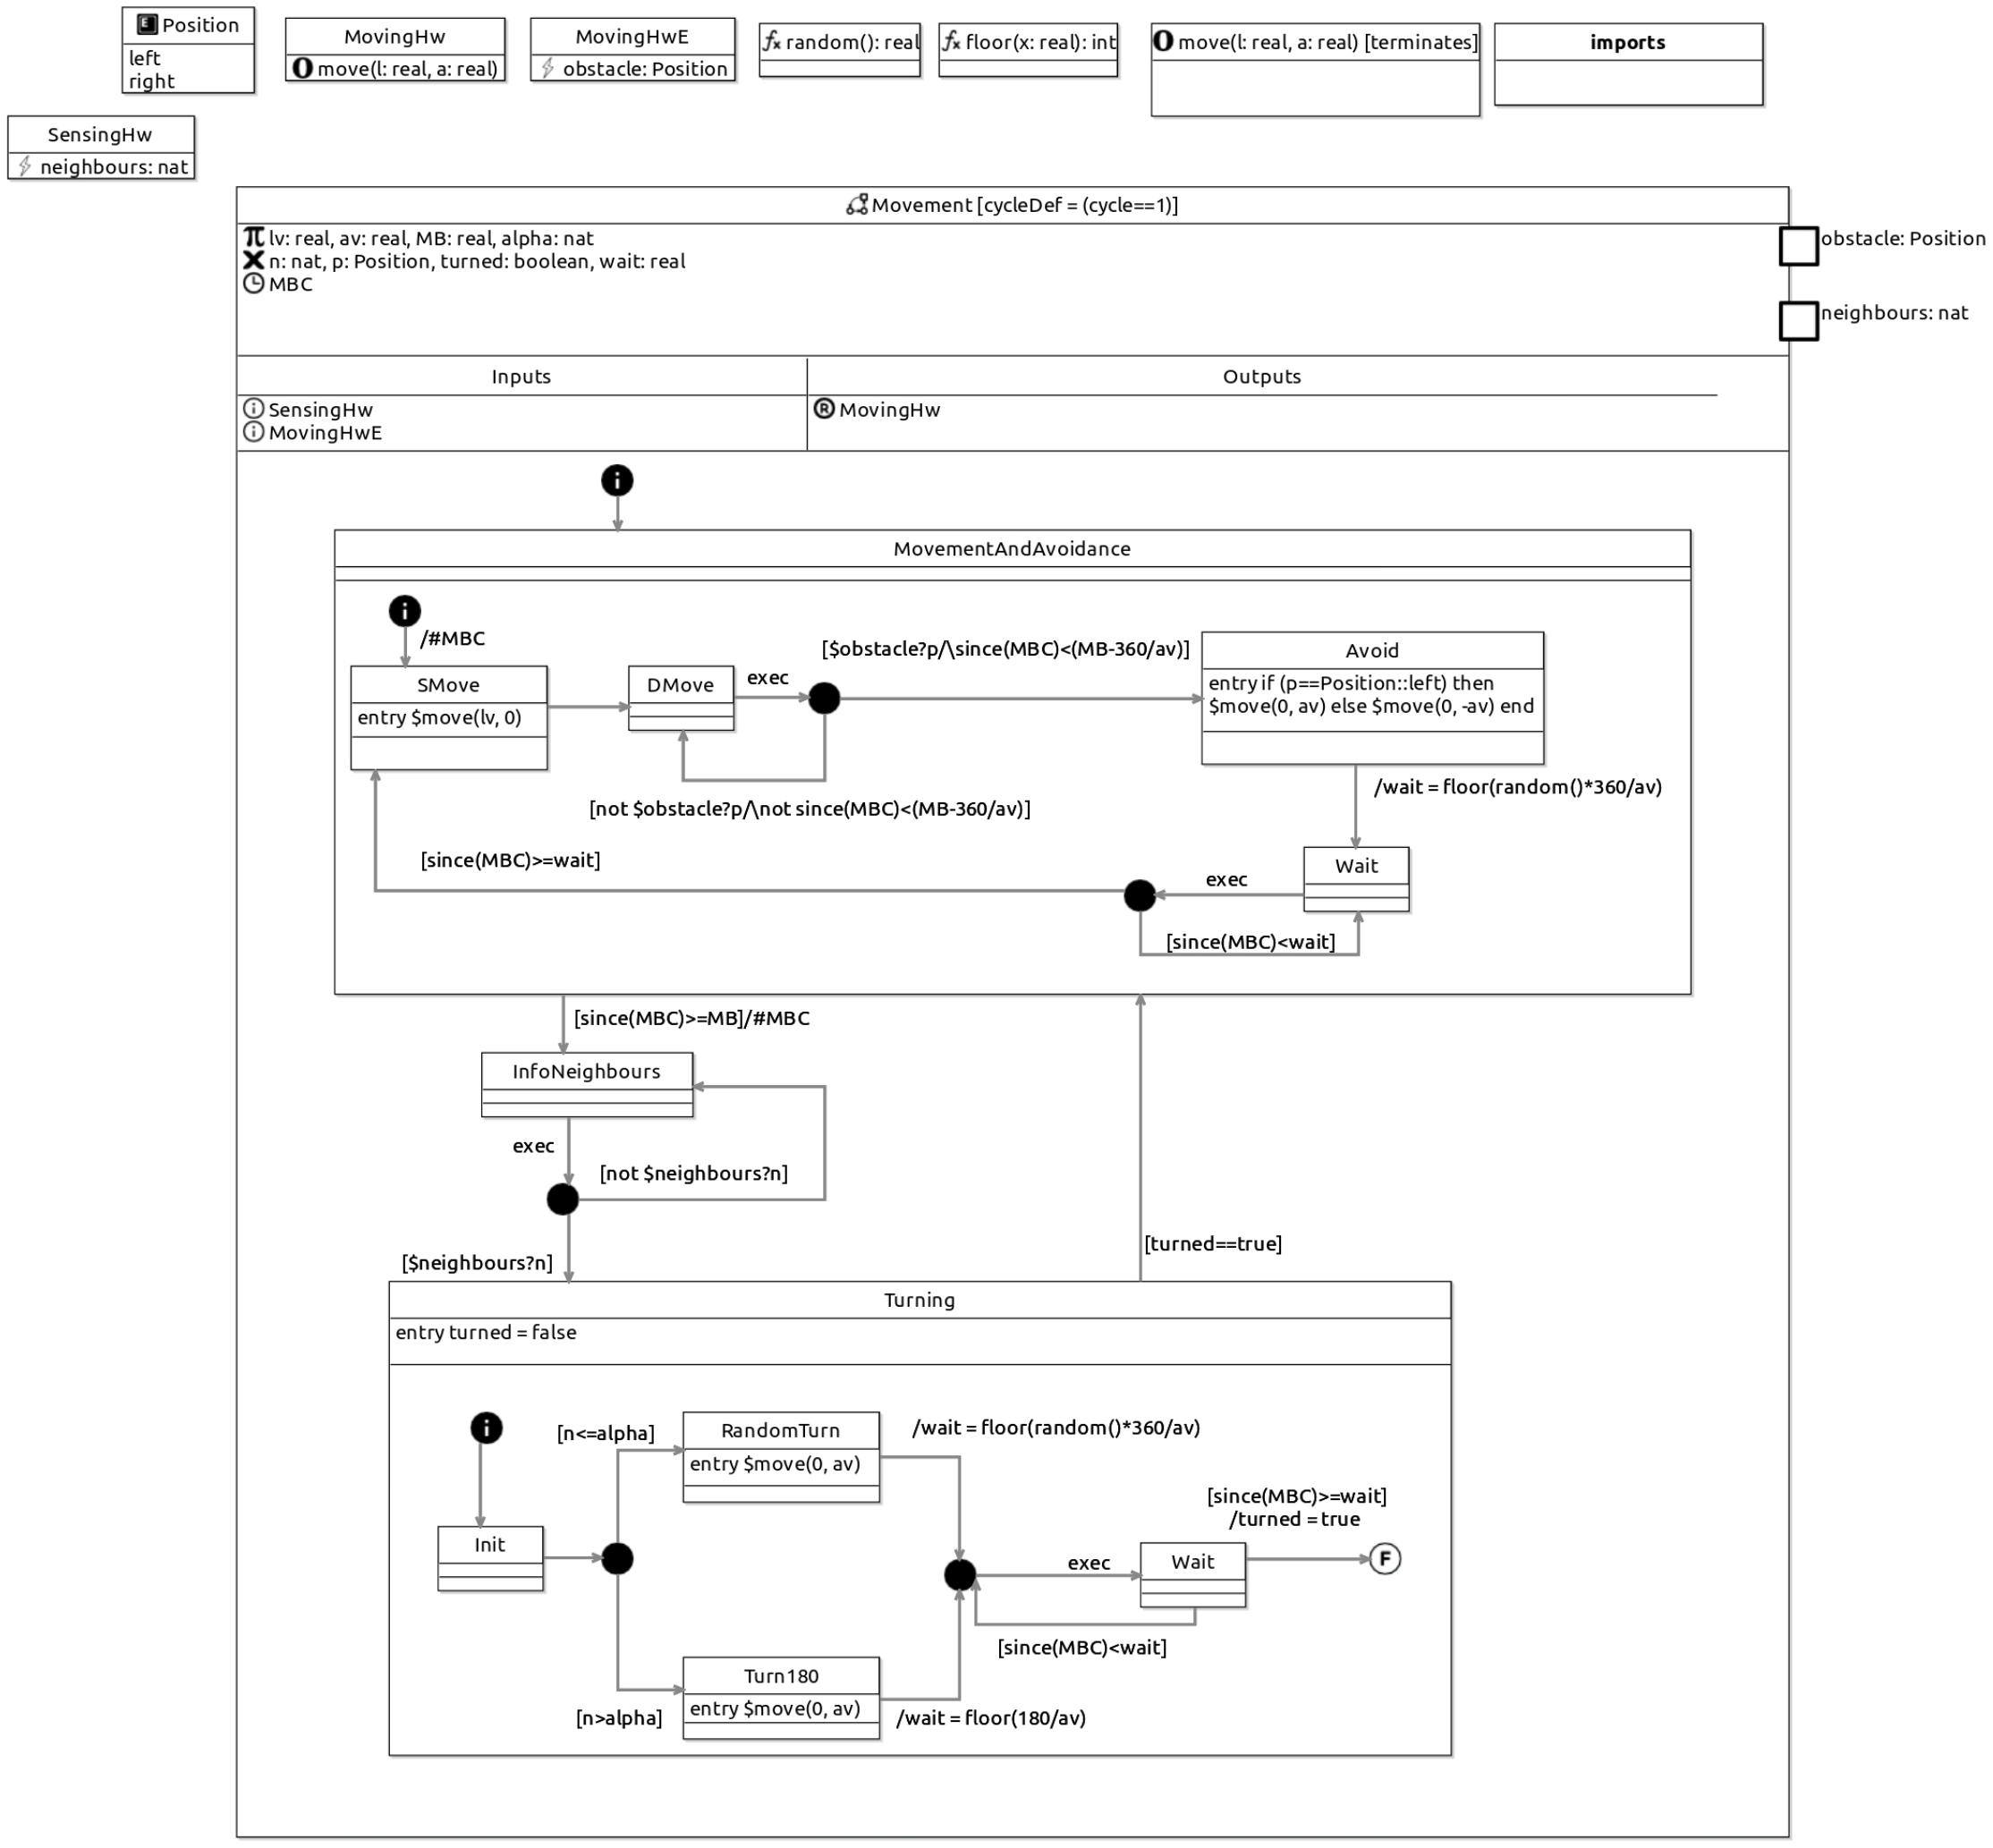 Position
left
right
MovingHw
move(l: real, a: real)
MovingHwE
obstacle: Position
random(): real
floor(x: real): int
move(l: real, a: real) [terminates]
imports
SensingHw
neighbours: nat
Movement [cycleDef = (cycle==1)]
lv: real, av: real, MB: real, alpha: nat
n: nat, p: Position, turned: boolean, wait: real
MBC
obstacle: Position
neighbours: nat
Inputs
Outputs
SensingHw
MovingHwE
MovingHw
i
MovementAndAvoidance
i
/#MBC
SMove
entry $move(lv, 0)
DMove
exec
[$obstacle?p/\since(MBC)<(MB-360/av)]
Avoid
entry if (p==Position::left) then
$move(0, av) else $move(0, -av) end
[not $obstacle?p/\not since(MBC)<(MB-360/av)]
/wait = floor(random()*360/av)
[since(MBC)>=wait]
Wait
exec
[since(MBC)<wait]
[since(MBC)>=MB]/#MBC
InfoNeighbours
exec
[not $neighbours?n]
[$neighbours?n]
[turned==true]
Turning
entry turned = false
i
[n<=alpha]
RandomTurn
entry $move(0, av)
/wait = floor(random()*360/av)
Init
[since(MBC)>=wait]
/turned = true
exec
Wait
F
[since(MBC)<wait]
Turn180
entry $move(0, av)
[n>alpha]
/wait = floor(180/av)